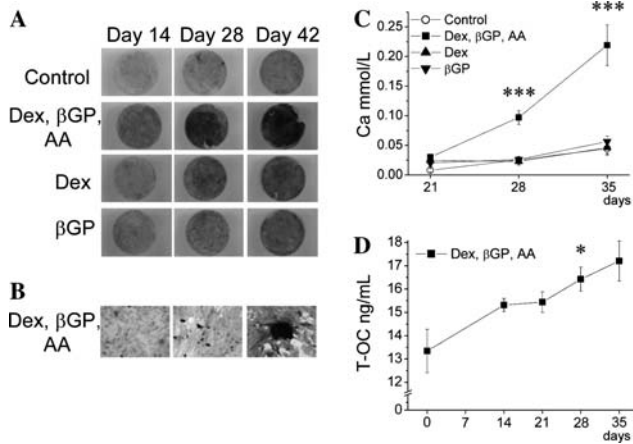 A
Day 14 Day 28 Day 42
Control
Dex, βGP,
AA
Dex
βGP
B
Dex, βGP,
AA
C
Control
Dex, βGP, AA
Dex
βGP
***
***
Ca mmol/L
0.25
0.20
0.15
0.10
0.05
0.00
21 28 35
days
D
Dex, βGP, AA
*
T-OC ng/mL
18
17
16
15
14
13
12
0
0 7 14 21 28 35
days